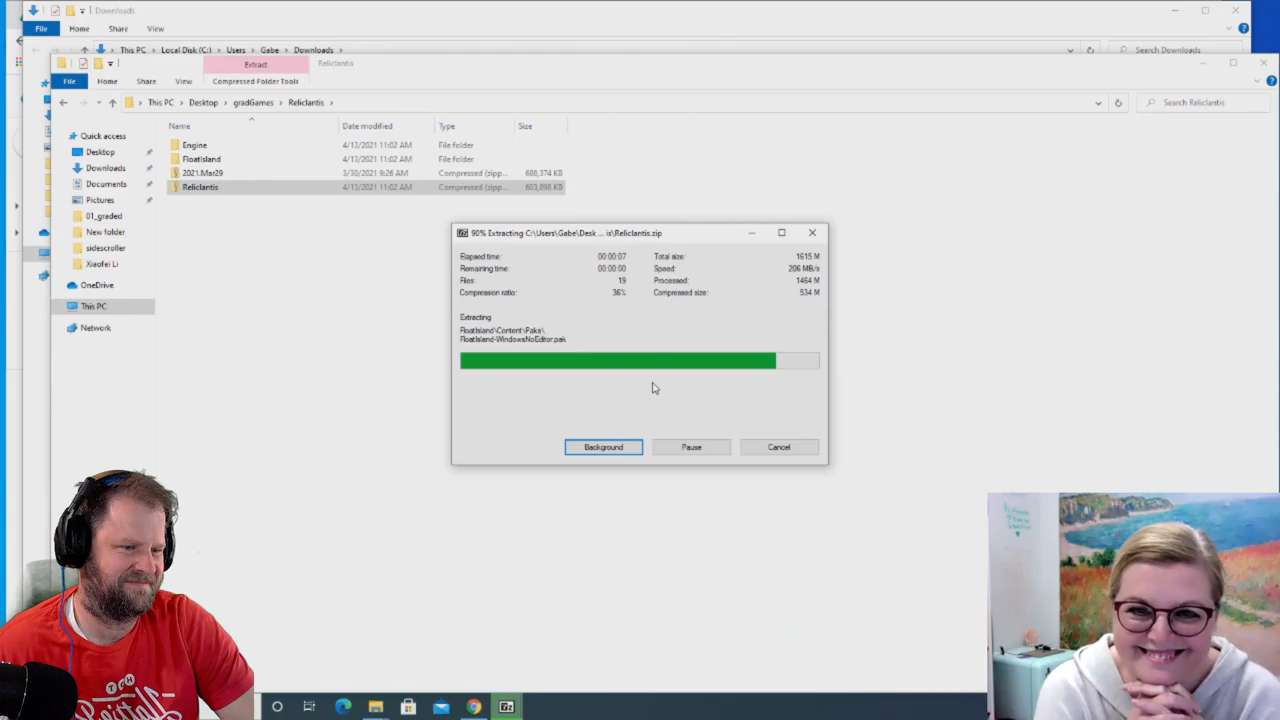 Downloads
File Home Share View
This PC Local Disk (C:) Users Gabe Downloads Search Downloads
Extract Reliclantis
File Home Share View Compressed Folder Tools
This PC Desktop gradGames Reliclantis Search Reliclantis
Name Date modified Type Size
Engine 4/13/2021 11:02 AM File folder
FloatIsland 4/13/2021 11:02 AM File folder
2021.Mar29 3/30/2021 9:26 AM Compressed (zipp... 688,374 KB
Reliclantis 4/13/2021 11:02 AM Compressed (zipp... 603,898 KB
Quick access
Desktop
Downloads
Documents
Pictures
01_graded
New folder
sidescroller
Xiaofei Li
OneDrive
This PC
Network
90% Extracting C:\Users\Gabe\Desk ... is\Reliclantis.zip
Elapsed time: 00:00:07 Total size: 1615 M
Remaining time: 00:00:00 Speed: 206 MB/s
Files: 19 Processed: 1464 M
Compression ratio: 36% Compressed size: 534 M
Extracting
FloatIsland\Content\Paks\
FloatIsland-WindowsNoEditor.pak
Background Pause Cancel